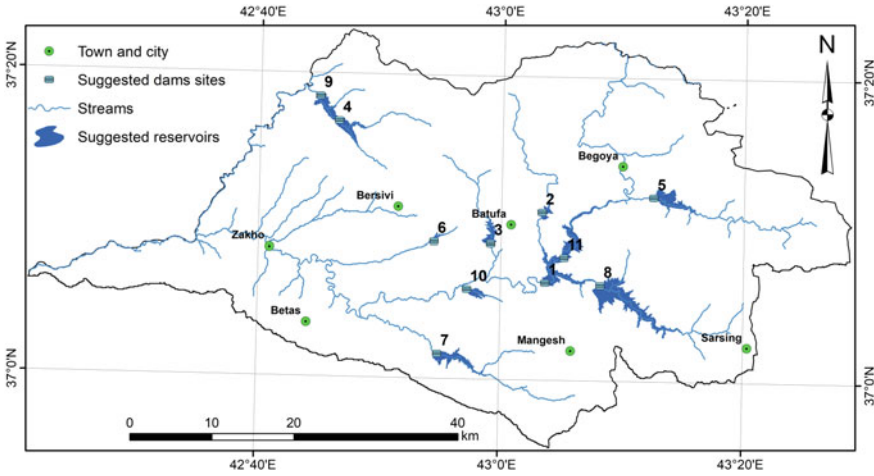 42°40'E 43°0'E 43°20'E
37°20'N
37°20'N
N
Town and city
Suggested dams sites
Streams
Suggested reservoirs
9
4
Begoya
5
Bersivi
2
Batufa
6
3
Zakho
11
1
8
10
Betas
7
Mangesh
Sarsing
37°0'N
37°0'N
0 10 20 40
km
42°40'E 43°0'E 43°20'E